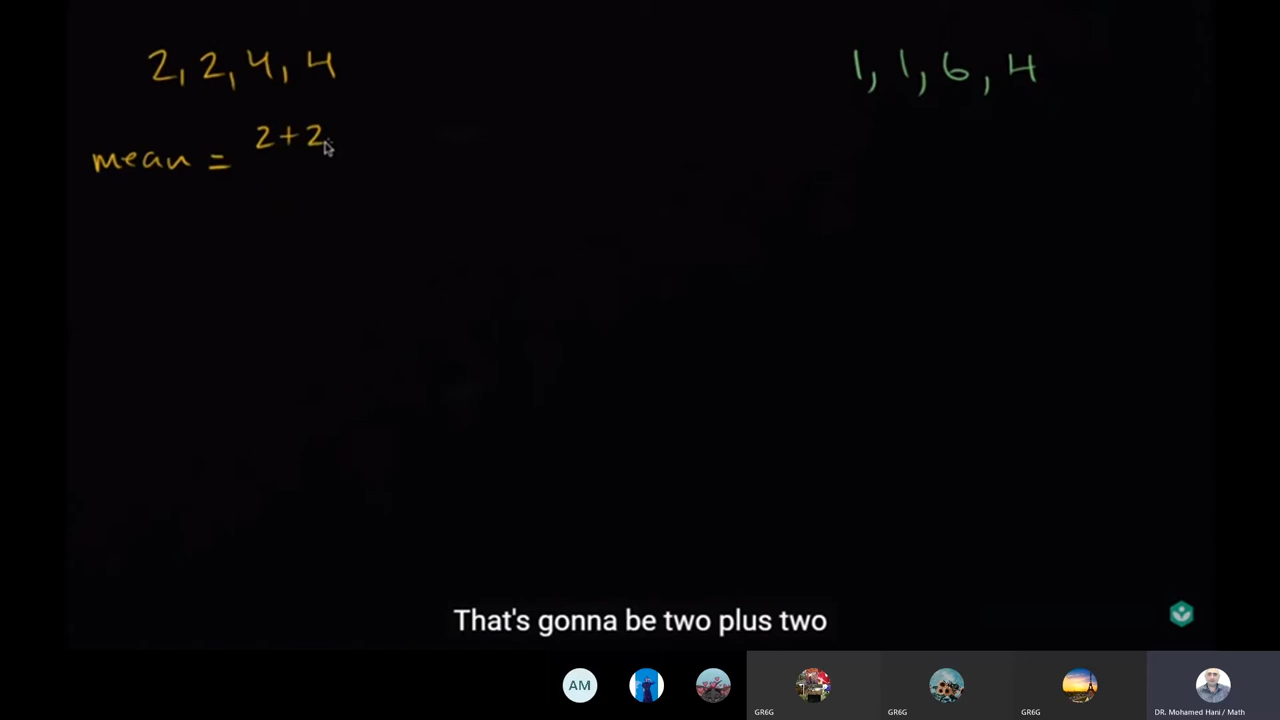 2, 2, 4, 4
1, 1, 6, 4
mean = 2 + 2
That's gonna be two plus two
AM
GR6G
GR6G
GR6G
DR. Mohamed Hani / Math